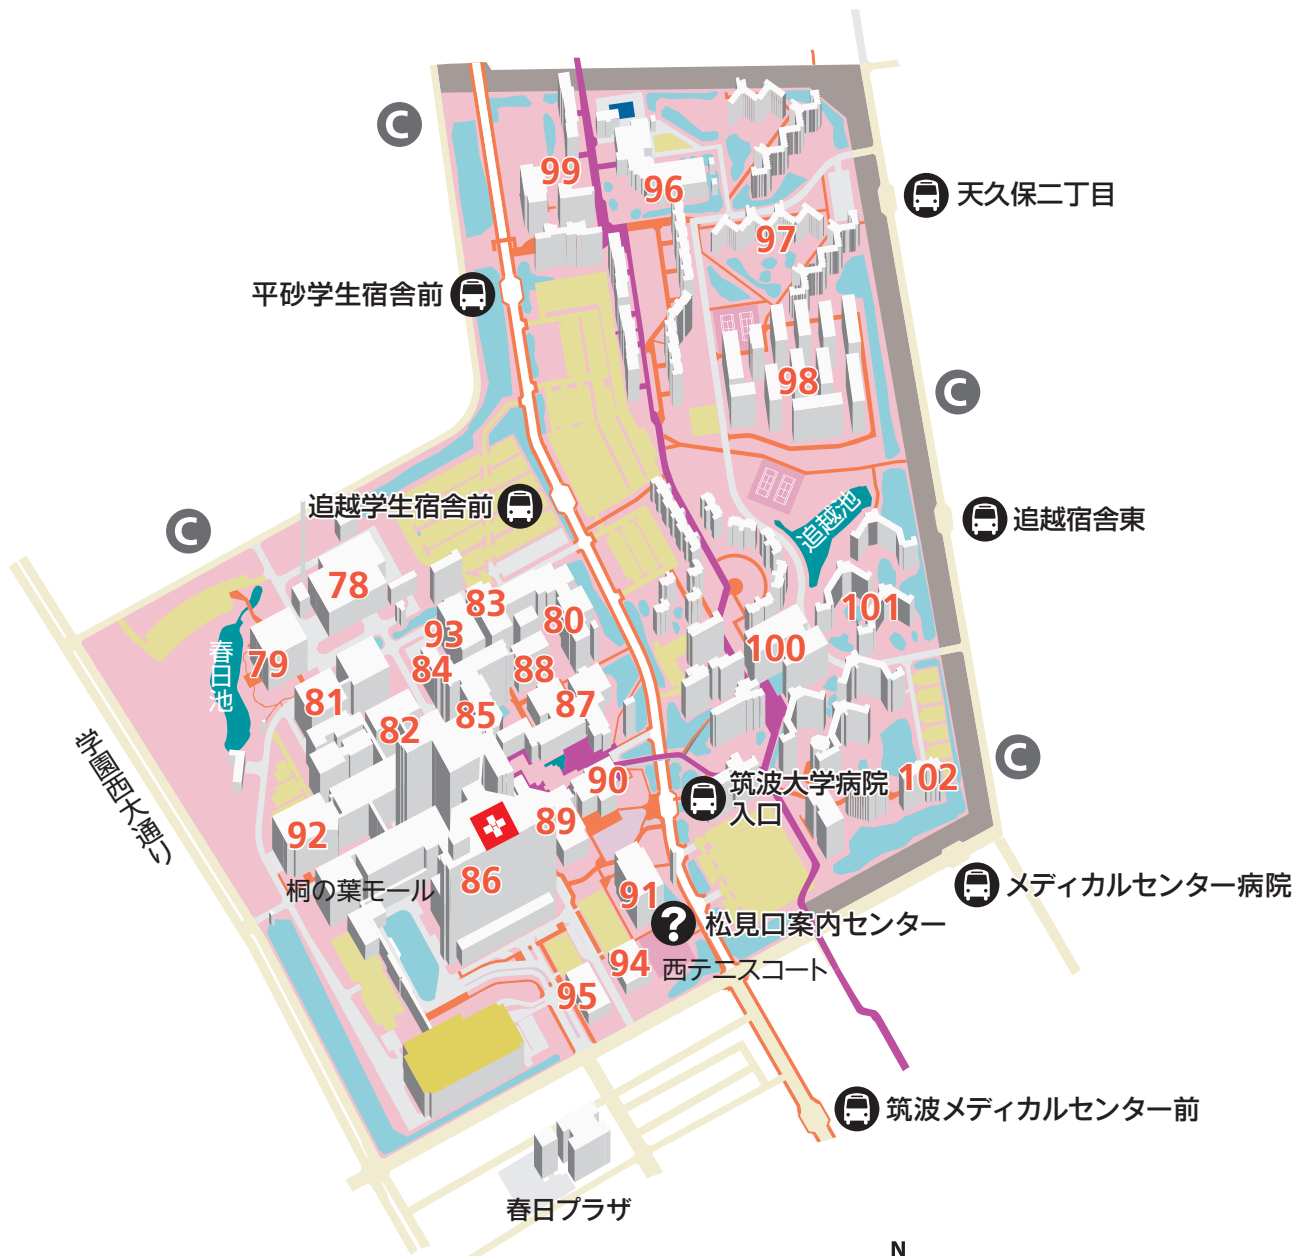 C
99
96
天久保二丁目
97
平砂学生宿舎前
98
C
追越学生宿舎前
C
追越池
追越宿舎東
78
83
80
93
101
79
84
88
100
春日池
81
85
87
82
学園西大通り
C
90
筑波大学病院
入口
102
92
89
86
桐の葉モール
91
メディカルセンター病院
?
松見口案内センター
94
西テニスコート
95
筑波メディカルセンター前
春日プラザ
N